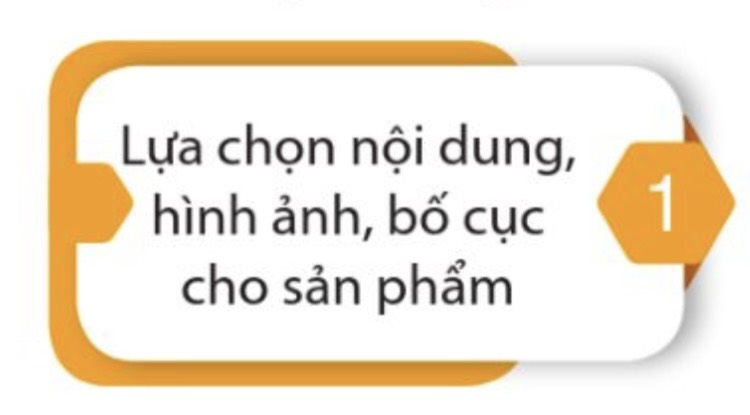 Lựa chọn nội dung,
hình ảnh, bố cục
cho sản phẩm
1